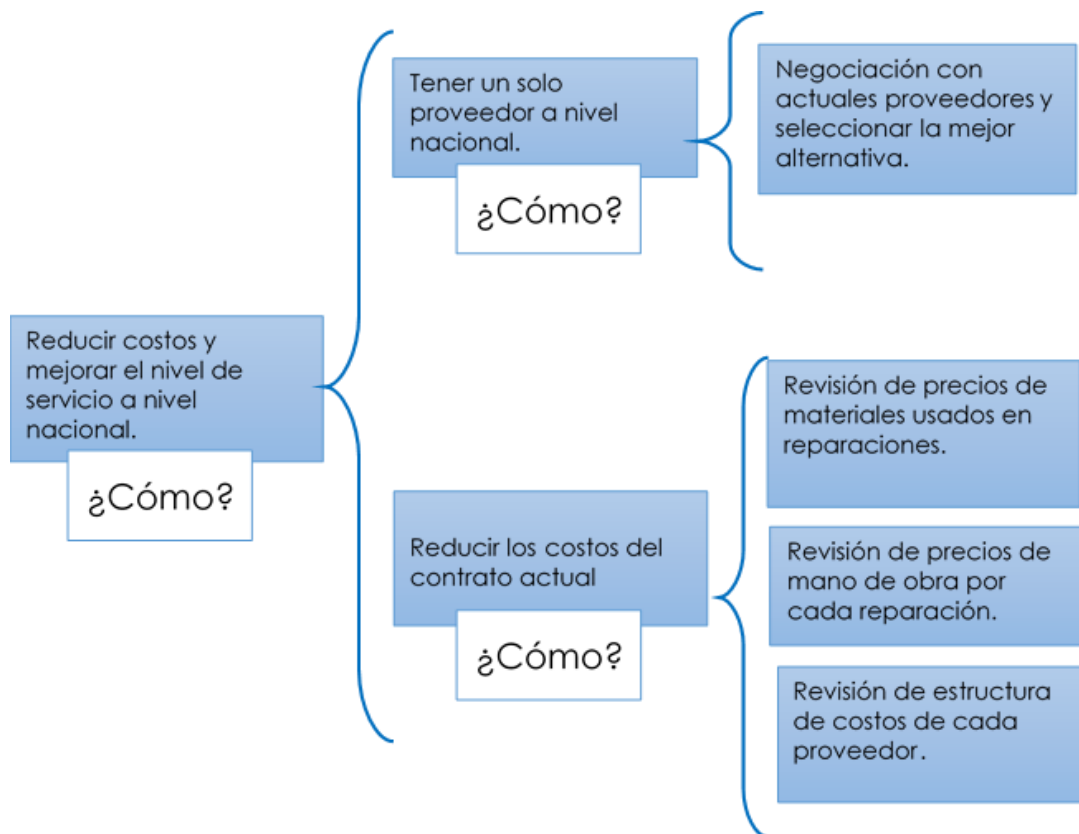 Reducir costos y
mejorar el nivel de
servicio a nivel
nacional.
¿Cómo?
Tener un solo
proveedor a nivel
nacional.
¿Cómo?
Negociación con
actuales proveedores y
seleccionar la mejor
alternativa.
Reducir los costos del
contrato actual
¿Cómo?
Revisión de precios de
materiales usados en
reparaciones.
Revisión de precios de
mano de obra por
cada reparación.
Revisión de estructura
de costos de cada
proveedor.